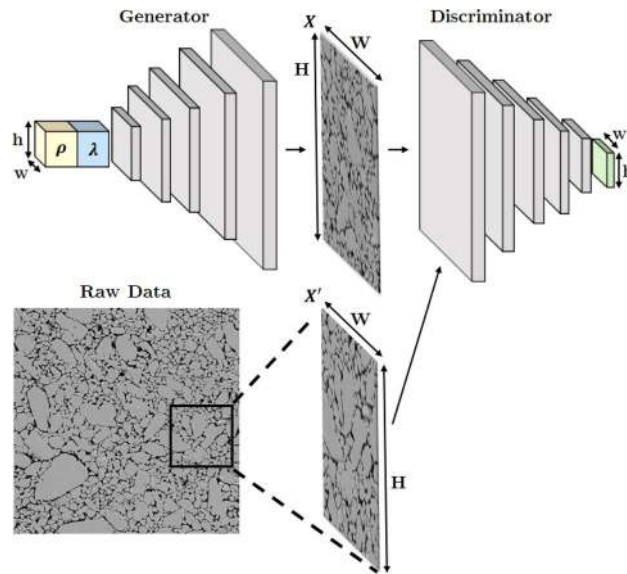 Generator
Discriminator
X
W
H
h
w
ρ
λ
w
h
Raw Data
X'
W
H